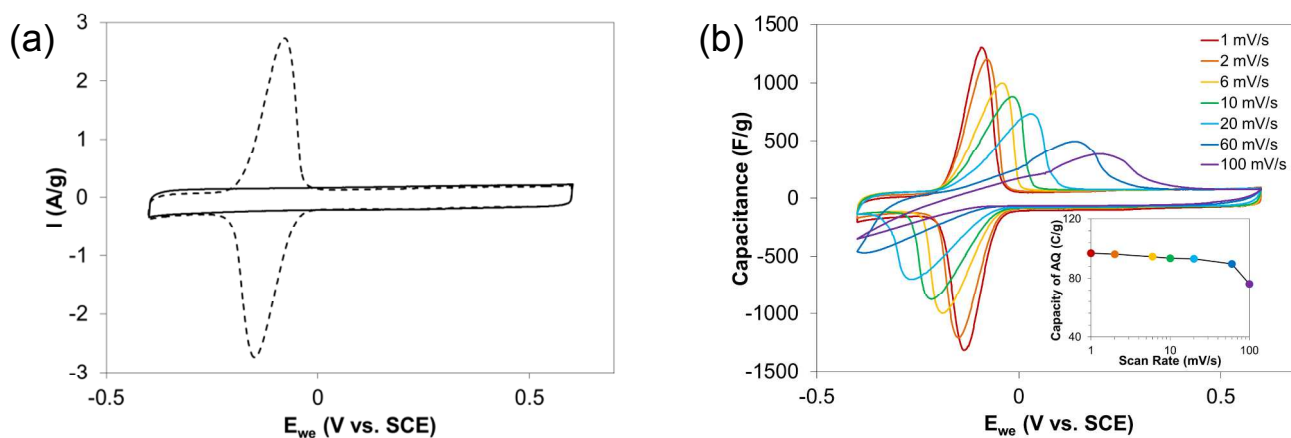 (a)
I (A/g)
3
2
1
0
-1
-2
-3
-0.5
0
0.5
E_we (V vs. SCE)
(b)
Capacitance (F/g)
1500
1000
500
0
-500
-1000
-1500
-0.5
0
0.5
E_we (V vs. SCE)
1 mV/s
2 mV/s
6 mV/s
10 mV/s
20 mV/s
60 mV/s
100 mV/s
Capacity of AQ (C/g)
120
80
40
1
10
100
Scan Rate (mV/s)